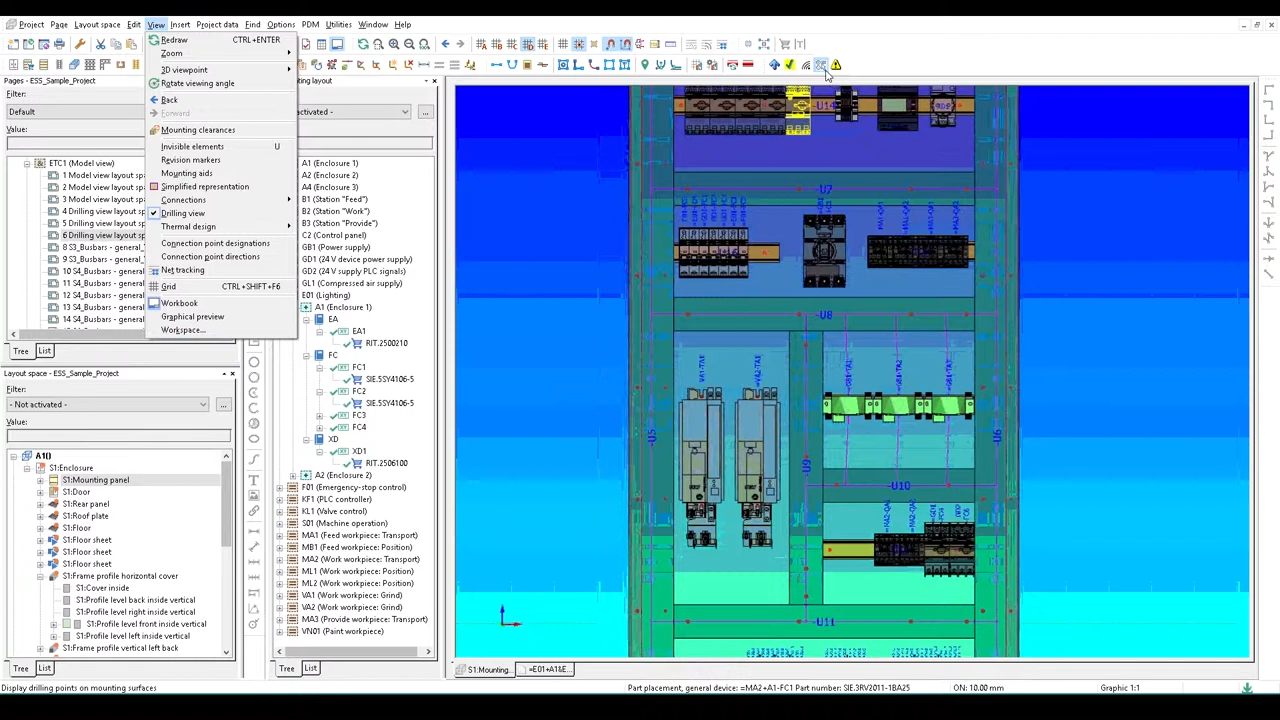 Project Page Layout space Edit View Insert Project data Find Options PDM Utilities Window Help
Redraw CTRL+ENTER
Zoom
3D viewpoint
Rotate viewing angle
Back
Forward
Mounting clearances
Invisible elements U
Revision markers
Mounting aids
Simplified representation
Connections
Drilling view
Thermal design
Connection point designations
Connection point directions
Net tracking
Grid CTRL+SHIFT+F6
Workbook
Graphical preview
Workspace...
Pages - ESS_Sample_Project
Filter:
Default
Value:
ETC1 (Model view)
1 Model view layout sp
2 Model view layout sp
3 Model view layout sp
4 Drilling view layout s
5 Drilling view layout s
6 Drilling view layout s
8 S3_Busbars - general_
9 S3_Busbars - general_
10 S4_Busbars - general
11 S4_Busbars - general
12 S4_Busbars - general
13 S4_Busbars - general
14 S4_Busbars - general
Tree List
Layout space - ESS_Sample_Project
Filter:
- Not activated -
Value:
A1()
S1:Enclosure
S1:Mounting panel
S1:Door
S1:Rear panel
S1:Roof plate
S1:Floor
S1:Floor sheet
S1:Floor sheet
S1:Floor sheet
S1:Frame profile horizontal cover
S1:Cover inside
S1:Profile level back inside vertical
S1:Profile level right inside vertical
S1:Profile level front inside vertical
S1:Profile level left inside vertical
S1:Frame profile vertical left back
Tree List
A1 (Enclosure 1)
A2 (Enclosure 2)
A4 (Enclosure 3)
B1 (Station "Feed")
B2 (Station "Work")
B3 (Station "Provide")
C2 (Control panel)
GB1 (Power supply)
GD1 (24 V device power supply)
GD2 (24 V supply PLC signals)
GL1 (Compressed air supply)
E01 (Lighting)
A1 (Enclosure 1)
EA
EA1
RIT.2500210
FC
FC1
SIE.5SY4106-5
FC2
SIE.5SY4106-5
FC3
FC4
XD
XD1
RIT.2506100
A2 (Enclosure 2)
F01 (Emergency-stop control)
KF1 (PLC controller)
KL1 (Valve control)
S01 (Machine operation)
MA1 (Feed workpiece: Transport)
MB1 (Feed workpiece: Position)
MA2 (Work workpiece: Transport)
ML1 (Work workpiece: Position)
ML2 (Work workpiece: Position)
VA1 (Work workpiece: Grind)
VA2 (Work workpiece: Grind)
MA3 (Provide workpiece: Transport)
VN01 (Paint workpiece)
Tree List
-U7
-U8
-U5
-U6
-U9
-U10
-U11
S1:Mounting... =E01+A1&E...
Display drilling points on mounting surfaces
Part placement, general device: =MA2+A1-FC1 Part number: SIE.3RV2011-1BA25
ON: 10.00 mm
Graphic 1:1